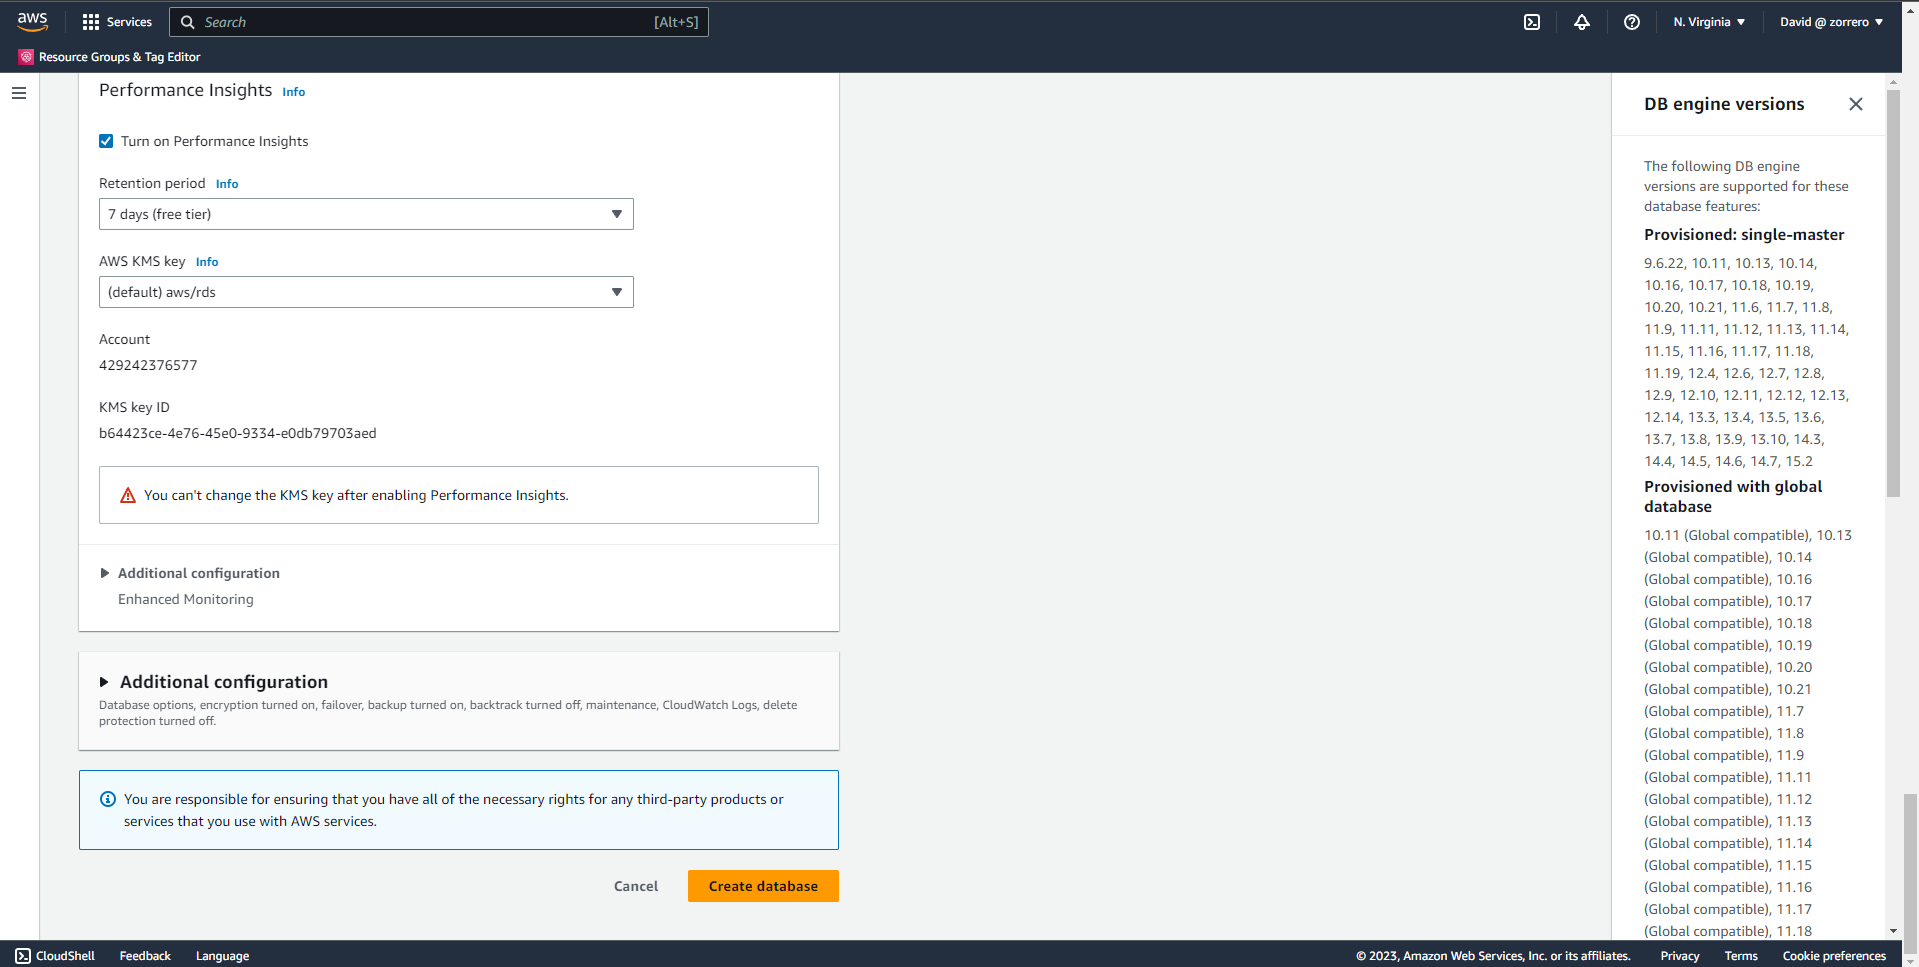 aws
Services
Search
[Alt+S]
N. Virginia
David @ zorrero
Resource Groups & Tag Editor
Performance Insights Info
Turn on Performance Insights
Retention period Info
7 days (free tier)
AWS KMS key Info
(default) aws/rds
Account
429242376577
KMS key ID
b64423ce-4e76-45e0-9334-e0db79703aed
You can't change the KMS key after enabling Performance Insights.
Additional configuration
Enhanced Monitoring
Additional configuration
Database options, encryption turned on, failover, backup turned on, backtrack turned off, maintenance, CloudWatch Logs, delete
protection turned off.
You are responsible for ensuring that you have all of the necessary rights for any third-party products or
services that you use with AWS services.
Cancel
Create database
DB engine versions
The following DB engine
versions are supported for these
database features:
Provisioned: single-master
9.6.22, 10.11, 10.13, 10.14,
10.16, 10.17, 10.18, 10.19,
10.20, 10.21, 11.6, 11.7, 11.8,
11.9, 11.11, 11.12, 11.13, 11.14,
11.15, 11.16, 11.17, 11.18,
11.19, 12.4, 12.6, 12.7, 12.8,
12.9, 12.10, 12.11, 12.12, 12.13,
12.14, 13.3, 13.4, 13.5, 13.6,
13.7, 13.8, 13.9, 13.10, 14.3,
14.4, 14.5, 14.6, 14.7, 15.2
Provisioned with global
database
10.11 (Global compatible), 10.13
(Global compatible), 10.14
(Global compatible), 10.16
(Global compatible), 10.17
(Global compatible), 10.18
(Global compatible), 10.19
(Global compatible), 10.20
(Global compatible), 10.21
(Global compatible), 11.7
(Global compatible), 11.8
(Global compatible), 11.9
(Global compatible), 11.11
(Global compatible), 11.12
(Global compatible), 11.13
(Global compatible), 11.14
(Global compatible), 11.15
(Global compatible), 11.16
(Global compatible), 11.17
(Global compatible), 11.18
CloudShell
Feedback
Language
© 2023, Amazon Web Services, Inc. or its affiliates.
Privacy
Terms
Cookie preferences